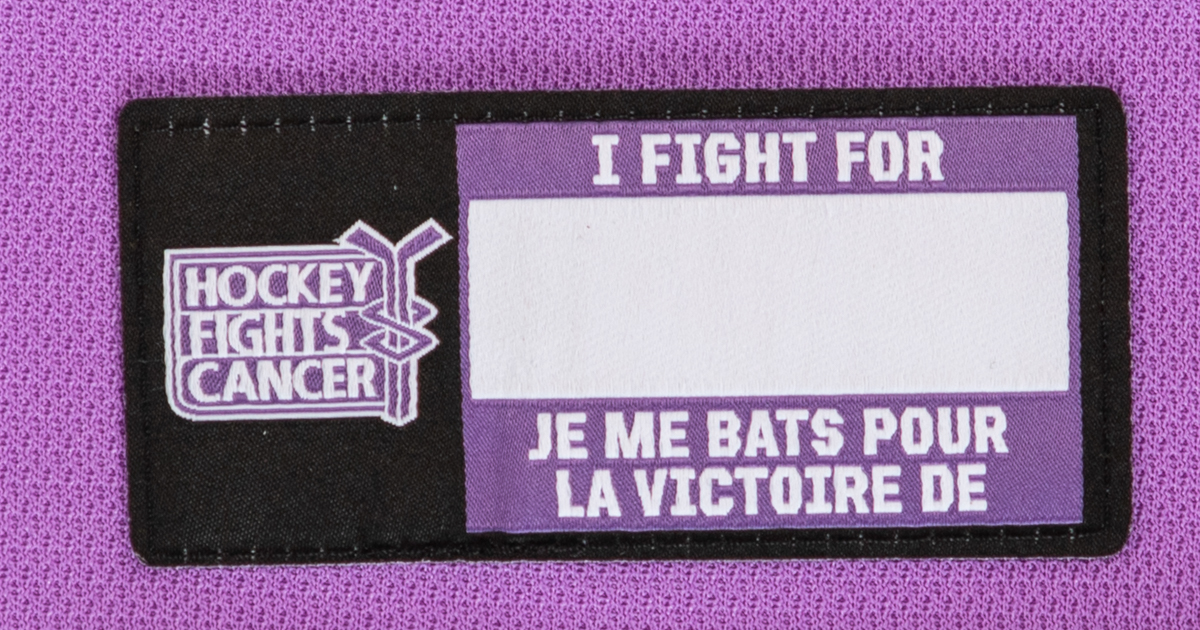 HOCKEY
FIGHTS
CANCER
I FIGHT FOR
JE ME BATS POUR
LA VICTOIRE DE